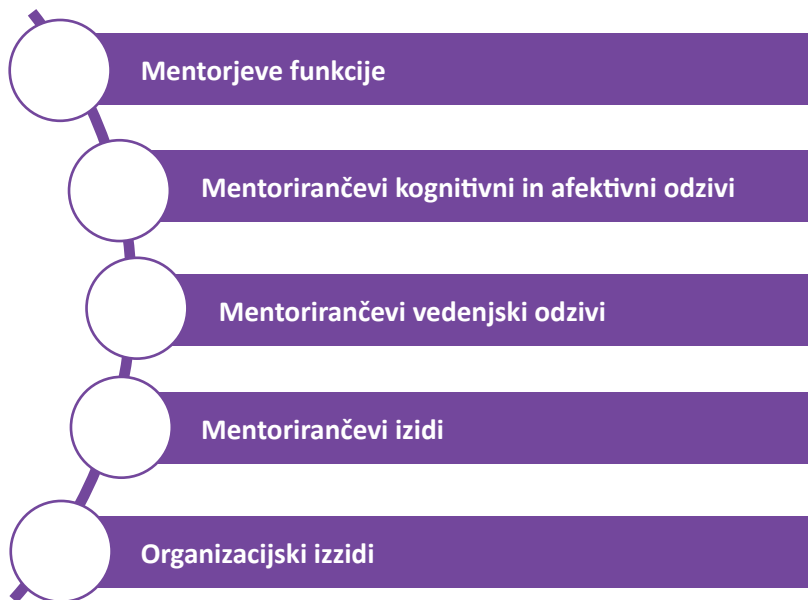 Mentorjeve funkcije
Mentorirančevi kognitivni in afektivni odzivi
Mentorirančevi vedenjski odzivi
Mentorirančevi izidi
Organizacijski izzidi